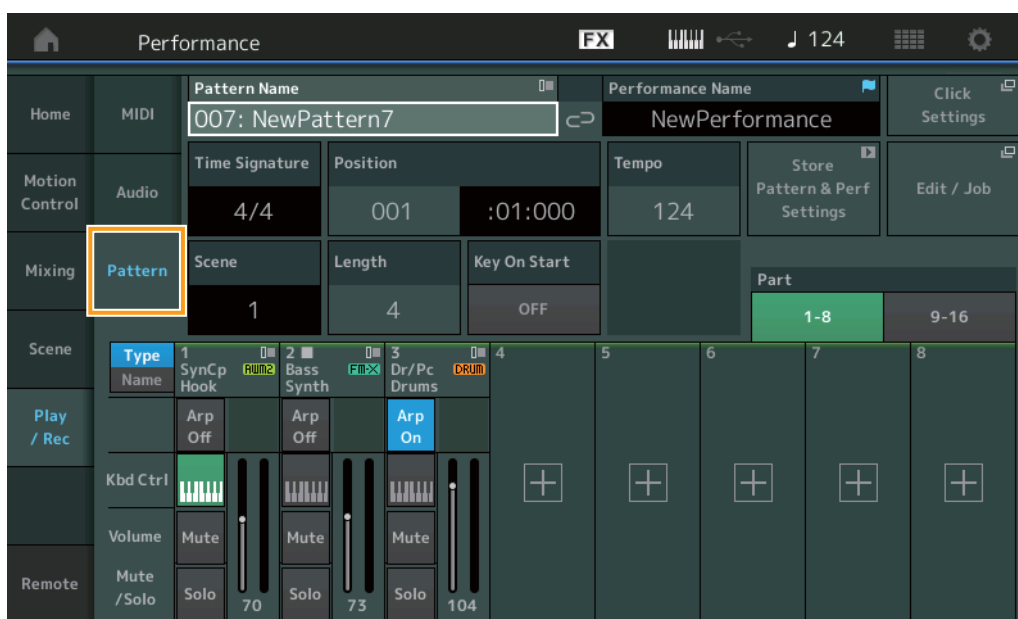 Performance
FX
♩ 124
Home
Motion
Control
Mixing
Scene
Play
/ Rec
Remote
MIDI
Audio
Pattern
Pattern Name
007: NewPattern7
Performance Name
NewPerformance
Click
Settings
Time Signature
4/4
Position
001 :01:000
Tempo
124
Store
Pattern & Perf
Settings
Edit / Job
Scene
1
Length
4
Key On Start
OFF
Part
1-8 9-16
Type
Name
1
SynCp AWM2
Hook
2
Bass FM-X
Synth
3
Dr/Pc DRUM
Drums
4 5 6 7 8
Arp
Off
Arp
Off
Arp
On
Kbd Ctrl
Volume
Mute Mute Mute
Mute
/Solo
Solo 70 Solo 73 Solo 104